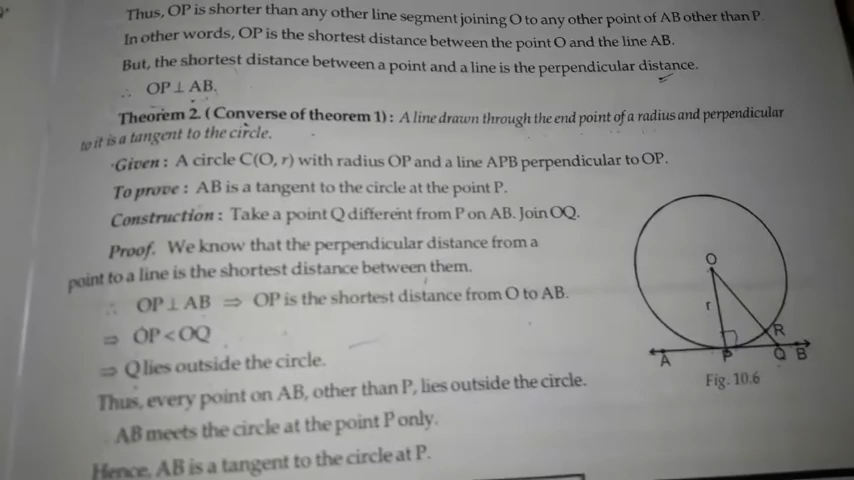 Thus, OP is shorter than any other line segment joining O to any other point of AB other than P.
In other words, OP is the shortest distance between the point O and the line AB.
But, the shortest distance between a point and a line is the perpendicular distance.
∴ OP ⊥ AB.
Theorem 2. ( Converse of theorem 1) : A line drawn through the end point of a radius and perpendicular
to it is a tangent to the circle.
Given : A circle C(O, r) with radius OP and a line APB perpendicular to OP.
To prove : AB is a tangent to the circle at the point P.
Construction : Take a point Q different from P on AB. Join OQ.
Proof. We know that the perpendicular distance from a
point to a line is the shortest distance between them.
∴ OP ⊥ AB ⇒ OP is the shortest distance from O to AB.
⇒ OP < OQ
⇒ Q lies outside the circle.
Thus, every point on AB, other than P, lies outside the circle.
AB meets the circle at the point P only.
Hence, AB is a tangent to the circle at P.
O
r
R
A P Q B
Fig. 10.6